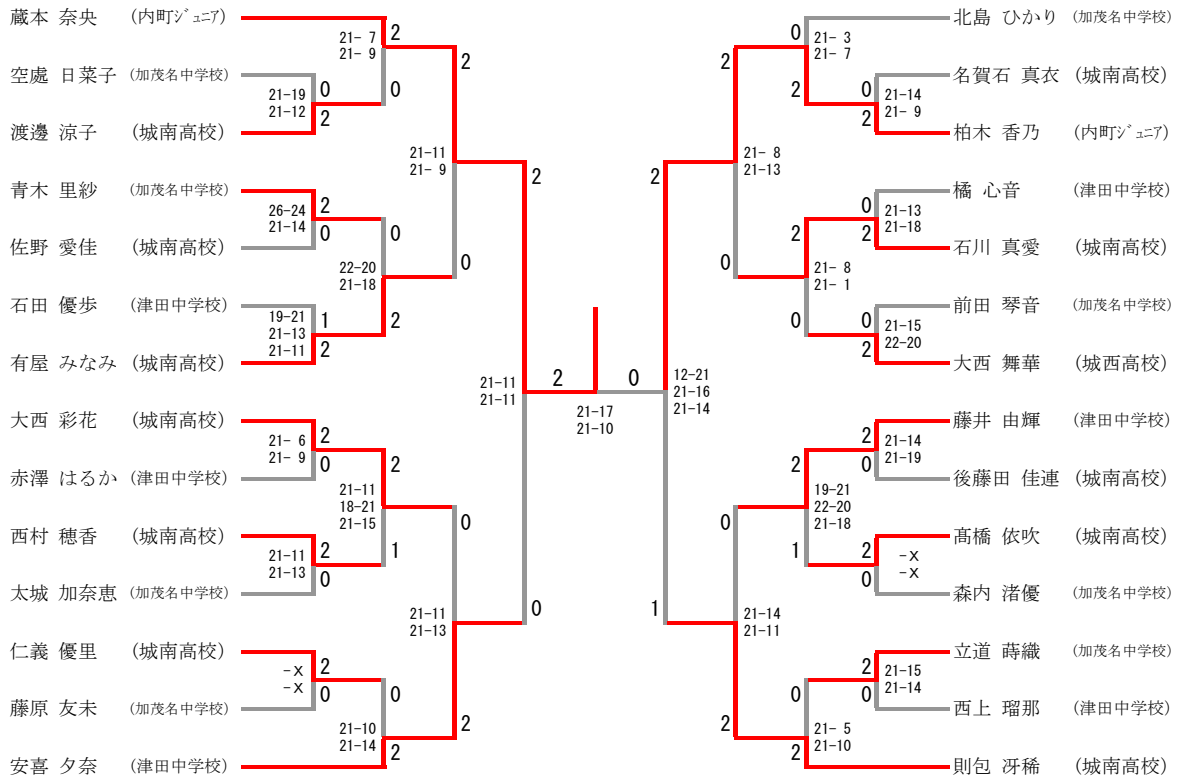 蔵本 奈央 (内町ｼﾞｭﾆｱ)
21- 7 2
21- 9
2
空處 日菜子 (加茂名中学校)
0 0
21-19
21-12 2
渡邊 涼子 (城南高校)
21-11
21- 9
2
青木 里紗 (加茂名中学校)
26-24 2
21-14 0 0
佐野 愛佳 (城南高校)
22-20
21-18
0
石田 優歩 (津田中学校)
19-21 1 2
21-13
21-11 2
有屋 みなみ (城南高校)
21-11
21-11
大西 彩花 (城南高校)
21- 6 2
21- 9 0 2
赤澤 はるか (津田中学校)
21-11
18-21
21-15
0
西村 穂香 (城南高校)
21-11 2 1
21-13 0
大城 加奈恵 (加茂名中学校)
21-11
21-13
0
仁義 優里 (城南高校)
-X 2
-X 0 0
藤原 友未 (加茂名中学校)
21-10
21-14
2
2
安喜 夕奈 (津田中学校)
2 0
21-17
21-10
北島 ひかり (加茂名中学校)
0 21- 3
21- 7
2
名賀石 真衣 (城南高校)
2 0 21-14
2 21- 9
柏木 香乃 (内町ｼﾞｭﾆｱ)
21- 8
21-13
2
橘 心音 (津田中学校)
0 21-13
2 2 21-18
石川 真愛 (城南高校)
0 21- 8
21- 1
前田 琴音 (加茂名中学校)
0 0 21-15
2 22-20
大西 舞華 (城西高校)
12-21
21-16
21-14
藤井 由輝 (津田中学校)
2 21-14
2 0 21-19
後藤田 佳連 (城南高校)
19-21
22-20
21-18
0
髙橋 依吹 (城南高校)
1 2 -X
0 -X
森内 渚優 (加茂名中学校)
1 21-14
21-11
立道 蒔織 (加茂名中学校)
2 21-15
0 0 21-14
西上 瑠那 (津田中学校)
2 21- 5
2 21-10
則包 冴稀 (城南高校)